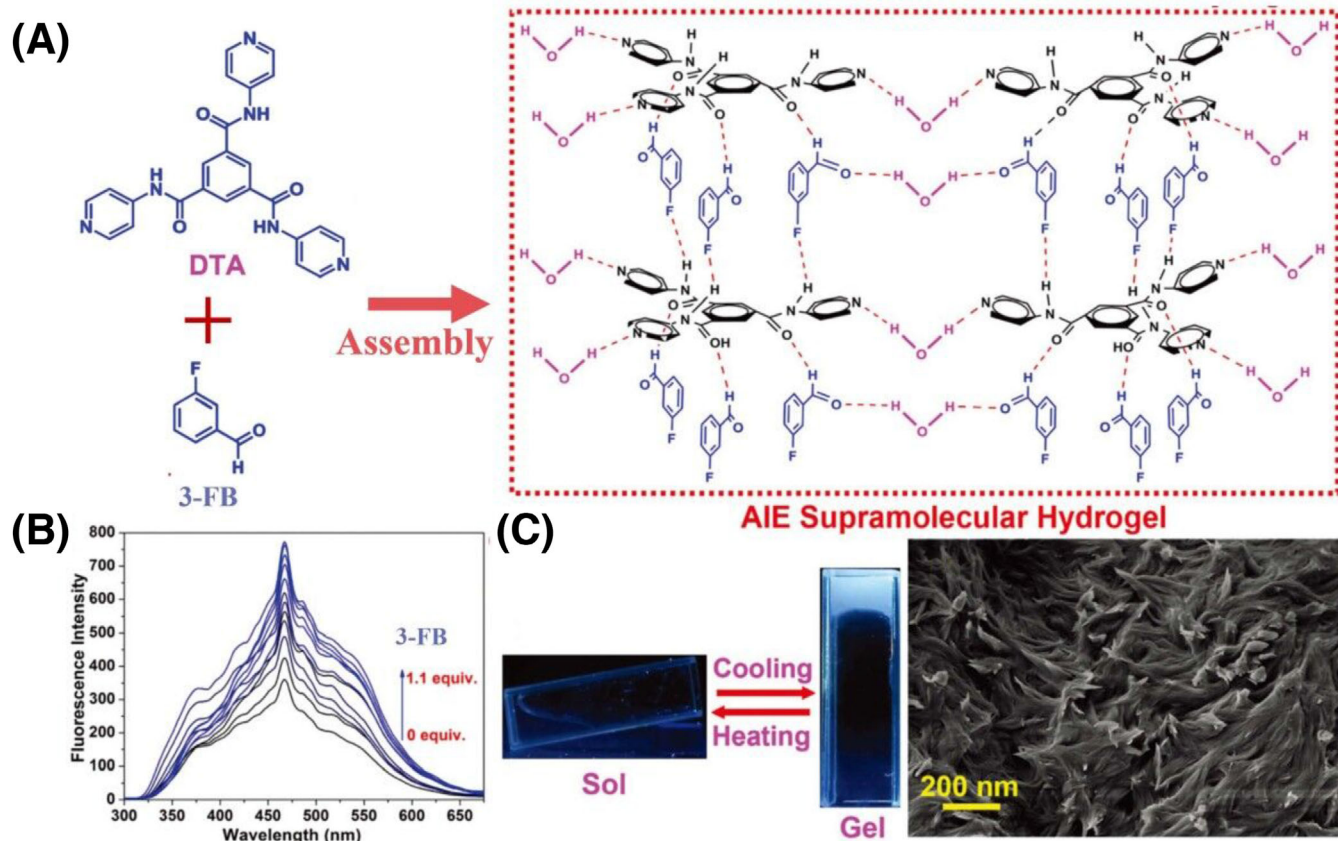 (A)
DTA
+
F
O
H
3-FB
Assembly
AIE Supramolecular Hydrogel
(B)
Fluorescence Intensity
800
700
600
500
400
300
200
100
0
3-FB
1.1 equiv.
0 equiv.
300 350 400 450 500 550 600 650
Wavelength (nm)
(C)
Cooling
Heating
Sol
Gel
200 nm